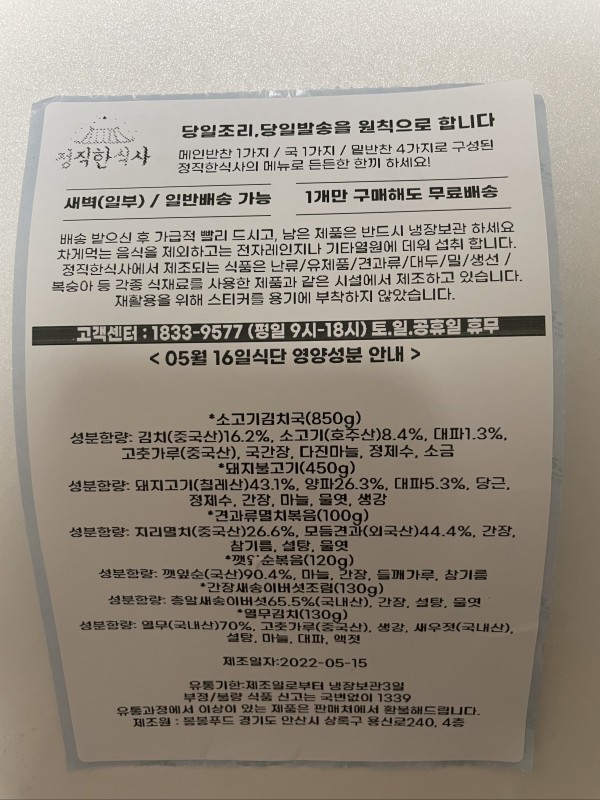 정직한식사
당일조리,당일발송을 원칙으로 합니다
메인반찬 1가지 / 국 1가지 / 밑반찬 4가지로 구성된
정직한식사의 메뉴로 든든한 한끼 하세요!
새벽(일부) / 일반배송 가능
1개만 구매해도 무료배송
배송 받으신 후 가급적 빨리 드시고, 남은 제품은 반드시 냉장보관 하세요
차게먹는 음식을 제외하고는 전자레인지나 기타열원에 데워 섭취 합니다.
정직한식사에서 제조되는 식품은 난류/유제품/견과류/대두/밀/생선 /
복숭아 등 각종 식재료를 사용한 제품과 같은 시설에서 제조하고 있습니다.
재활용을 위해 스티커를 용기에 부착하지 않았습니다.
고객센터 : 1833-9577 (평일 9시-18시) 토.일.공휴일 휴무
< 05월 16일식단 영양성분 안내 >
*소고기김치국(850g)
성분함량: 김치(중국산)16.2%, 소고기(호주산)8.4%, 대파1.3%,
고춧가루(중국산), 국간장, 다진마늘, 정제수, 소금
*돼지불고기(450g)
성분함량: 돼지고기(칠레산)43.1%, 양파26.3%, 대파5.3%, 당근,
정제수, 간장, 마늘, 물엿, 생강
*견과류멸치볶음(100g)
성분함량: 지리멸치(중국산)26.6%, 모듬견과(외국산)44.4%, 간장,
참기름, 설탕, 물엿
*깻잎순볶음(120g)
성분함량: 깻잎순(국산)90.4%, 마늘, 간장, 들깨가루, 참기름
*간장새송이버섯조림(130g)
성분함량: 총알새송이버섯65.5%(국내산), 간장, 설탕, 물엿
*열무김치(130g)
성분함량: 열무(국내산)70%, 고춧가루(중국산), 생강, 새우젓(국내산),
설탕, 마늘, 대파, 액젓
제조일자:2022-05-15
유통기한:제조일로부터 냉장보관3일
부정/불량 식품 신고는 국번없이 1339
유통과정에서 이상이 있는 제품은 판매처에서 환불해드립니다.
제조원 : 봉봉푸드 경기도 안산시 상록구 용신로240, 4층